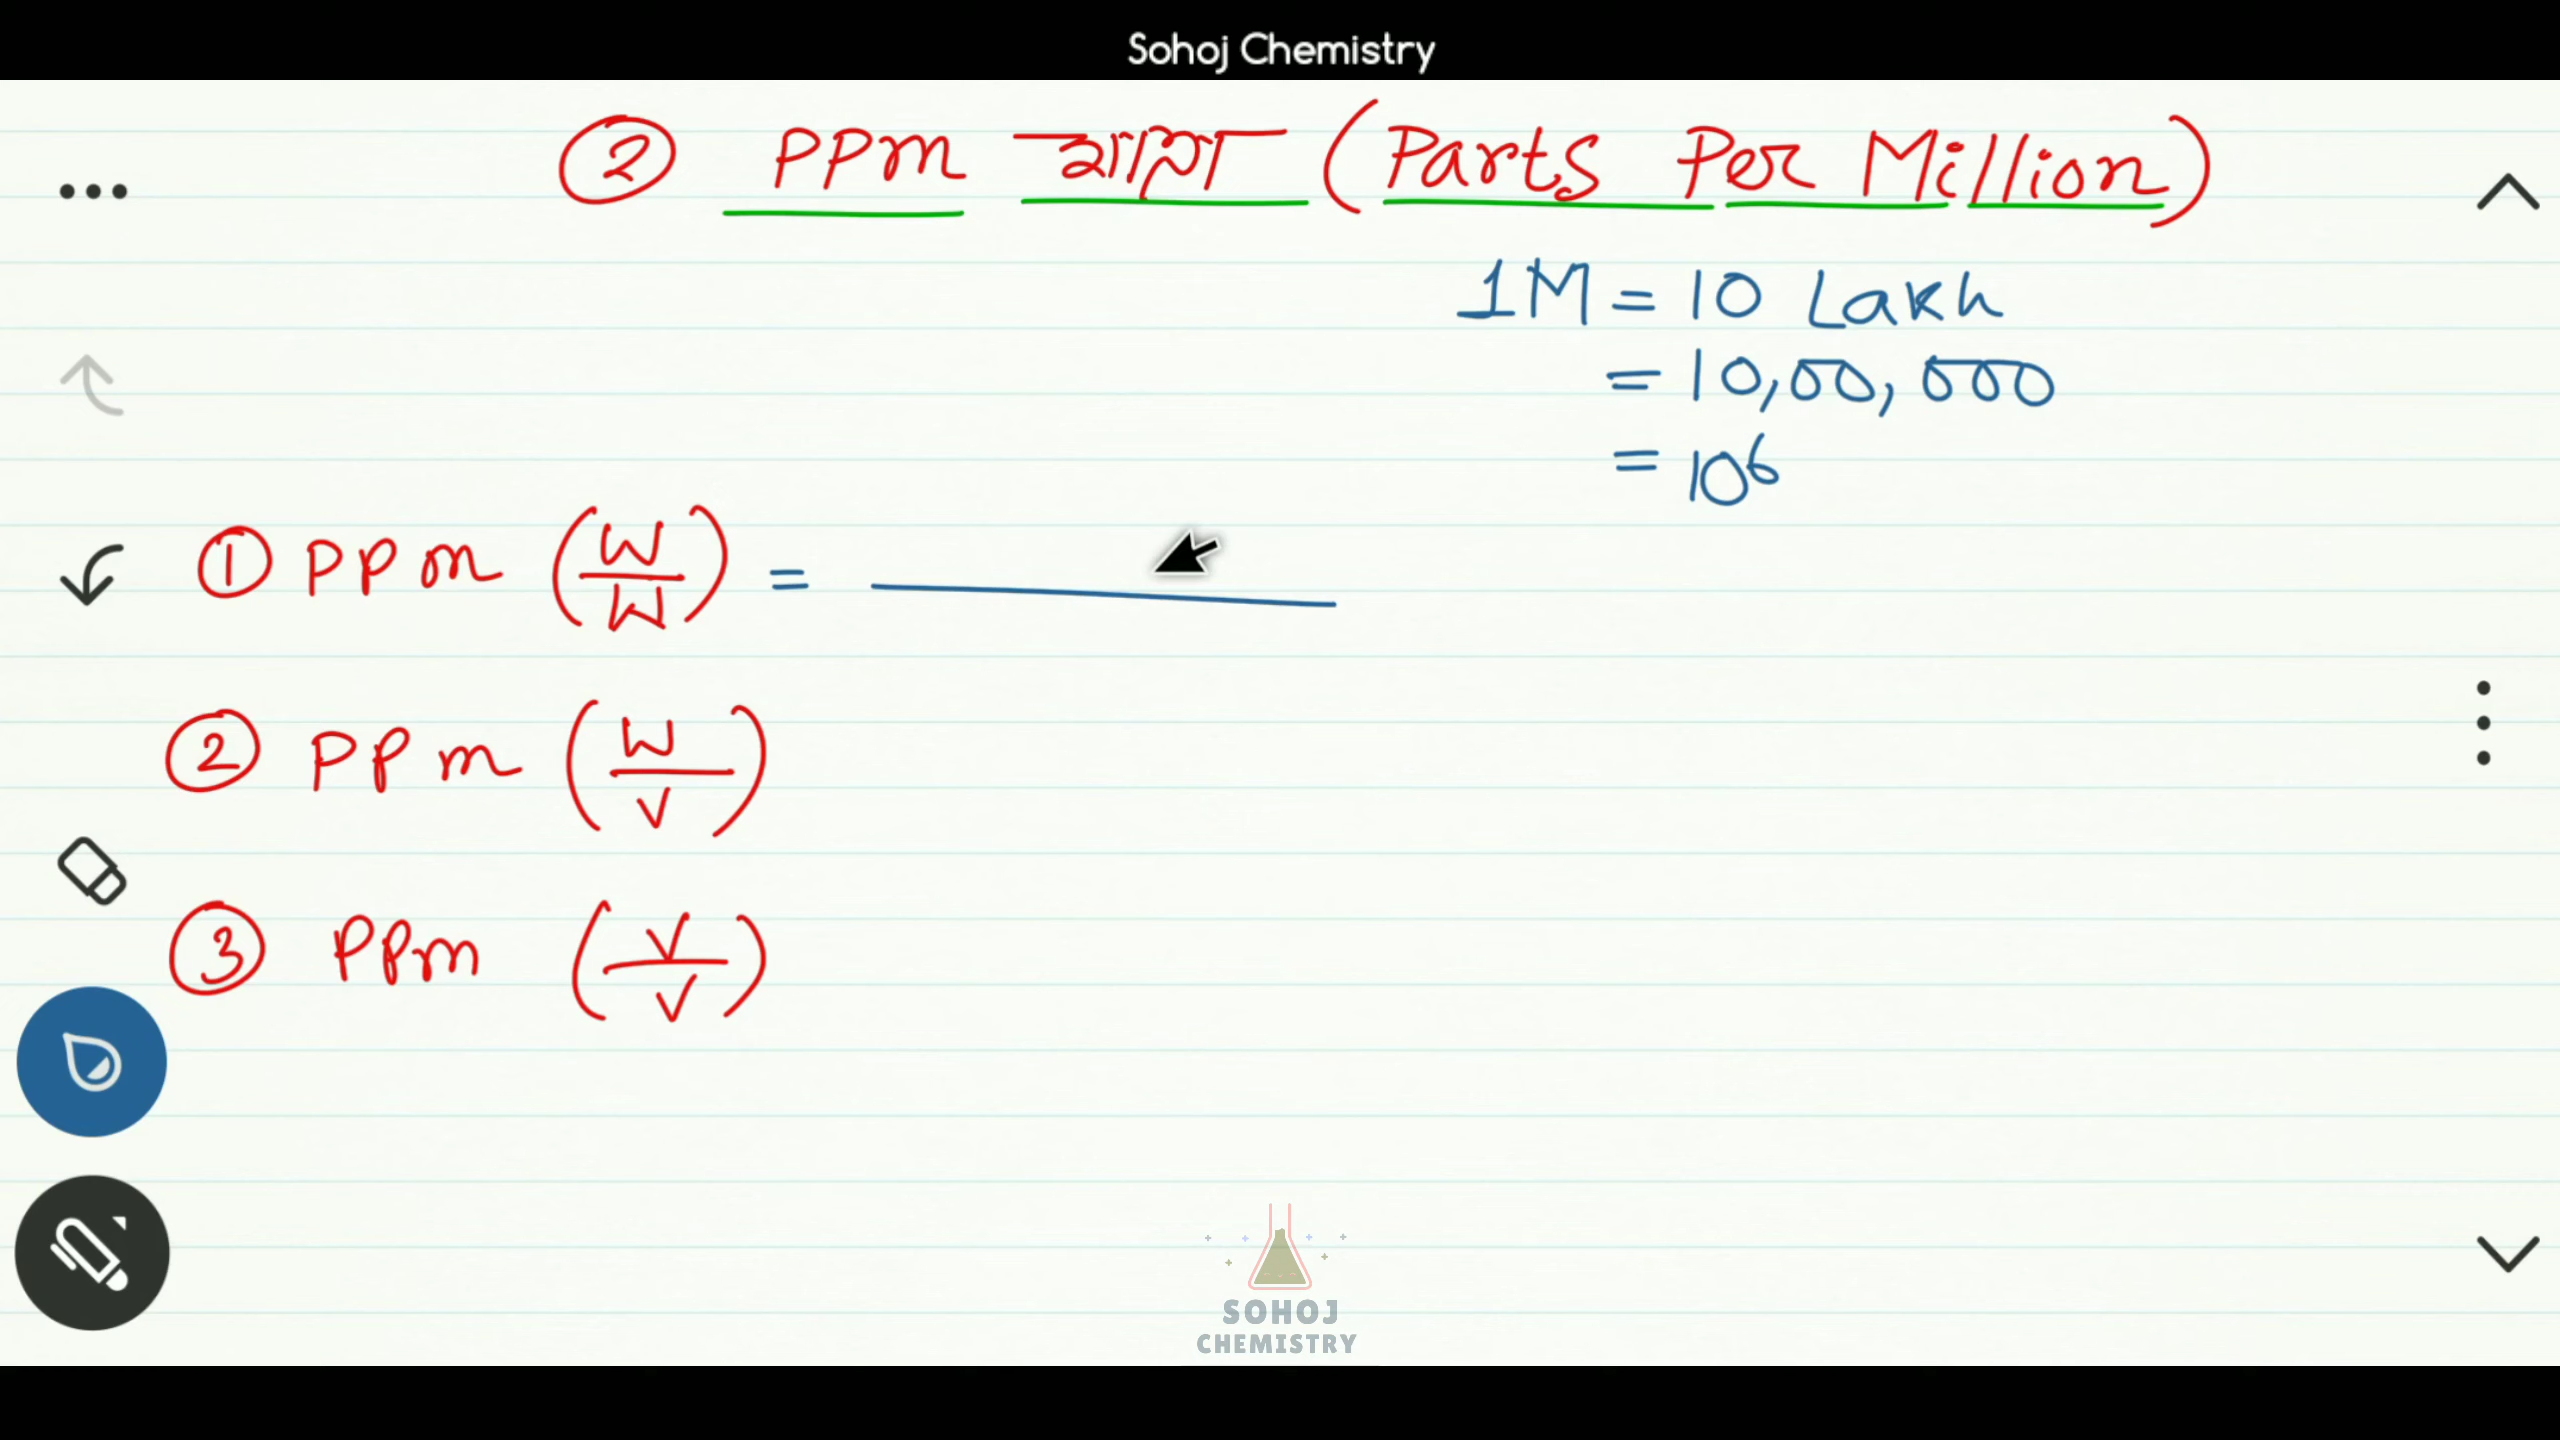 Sohoj Chemistry
② PPm মাত্রা (Parts Per Million)
1M = 10 Lakh
= 10,00,000
= 10⁶
① PPm (W/W) =
② PPm (W/V)
③ PPm (V/V)
SOHOJ
CHEMISTRY